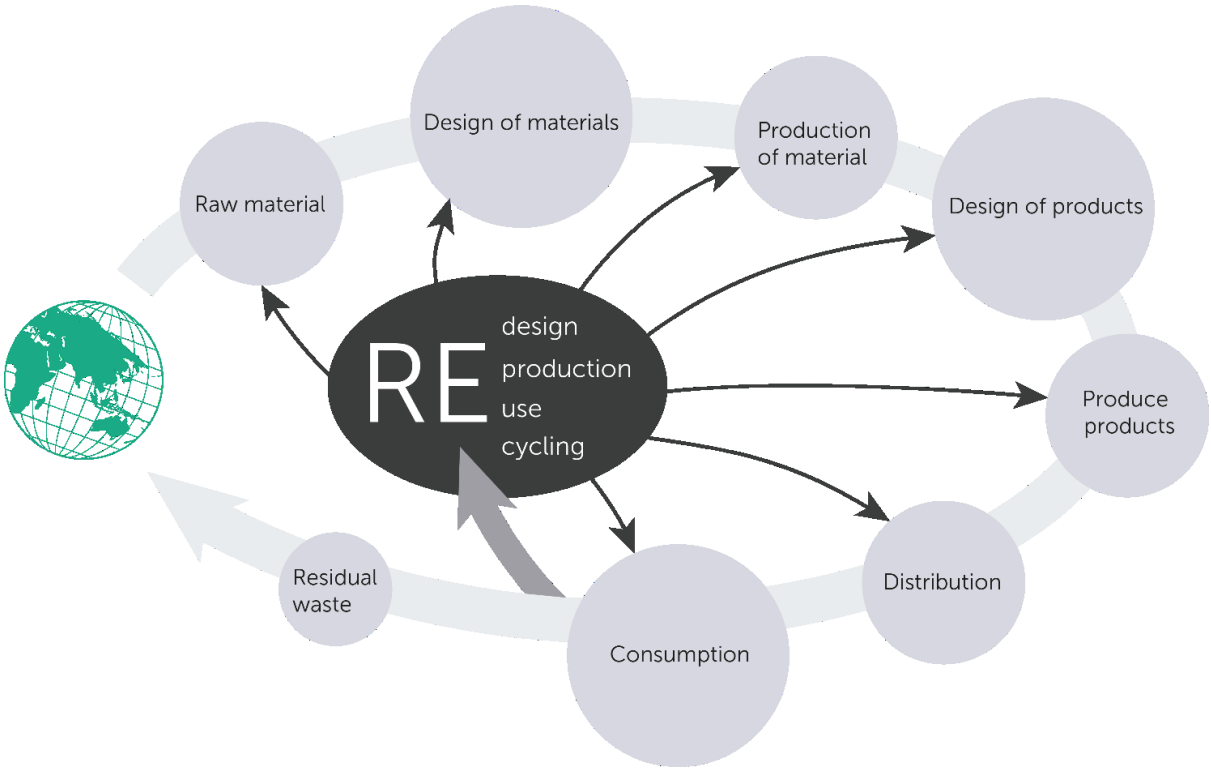 Design of materials
Production
of material
Raw material
Design of products
RE
design
production
use
cycling
Produce
products
Distribution
Consumption
Residual
waste